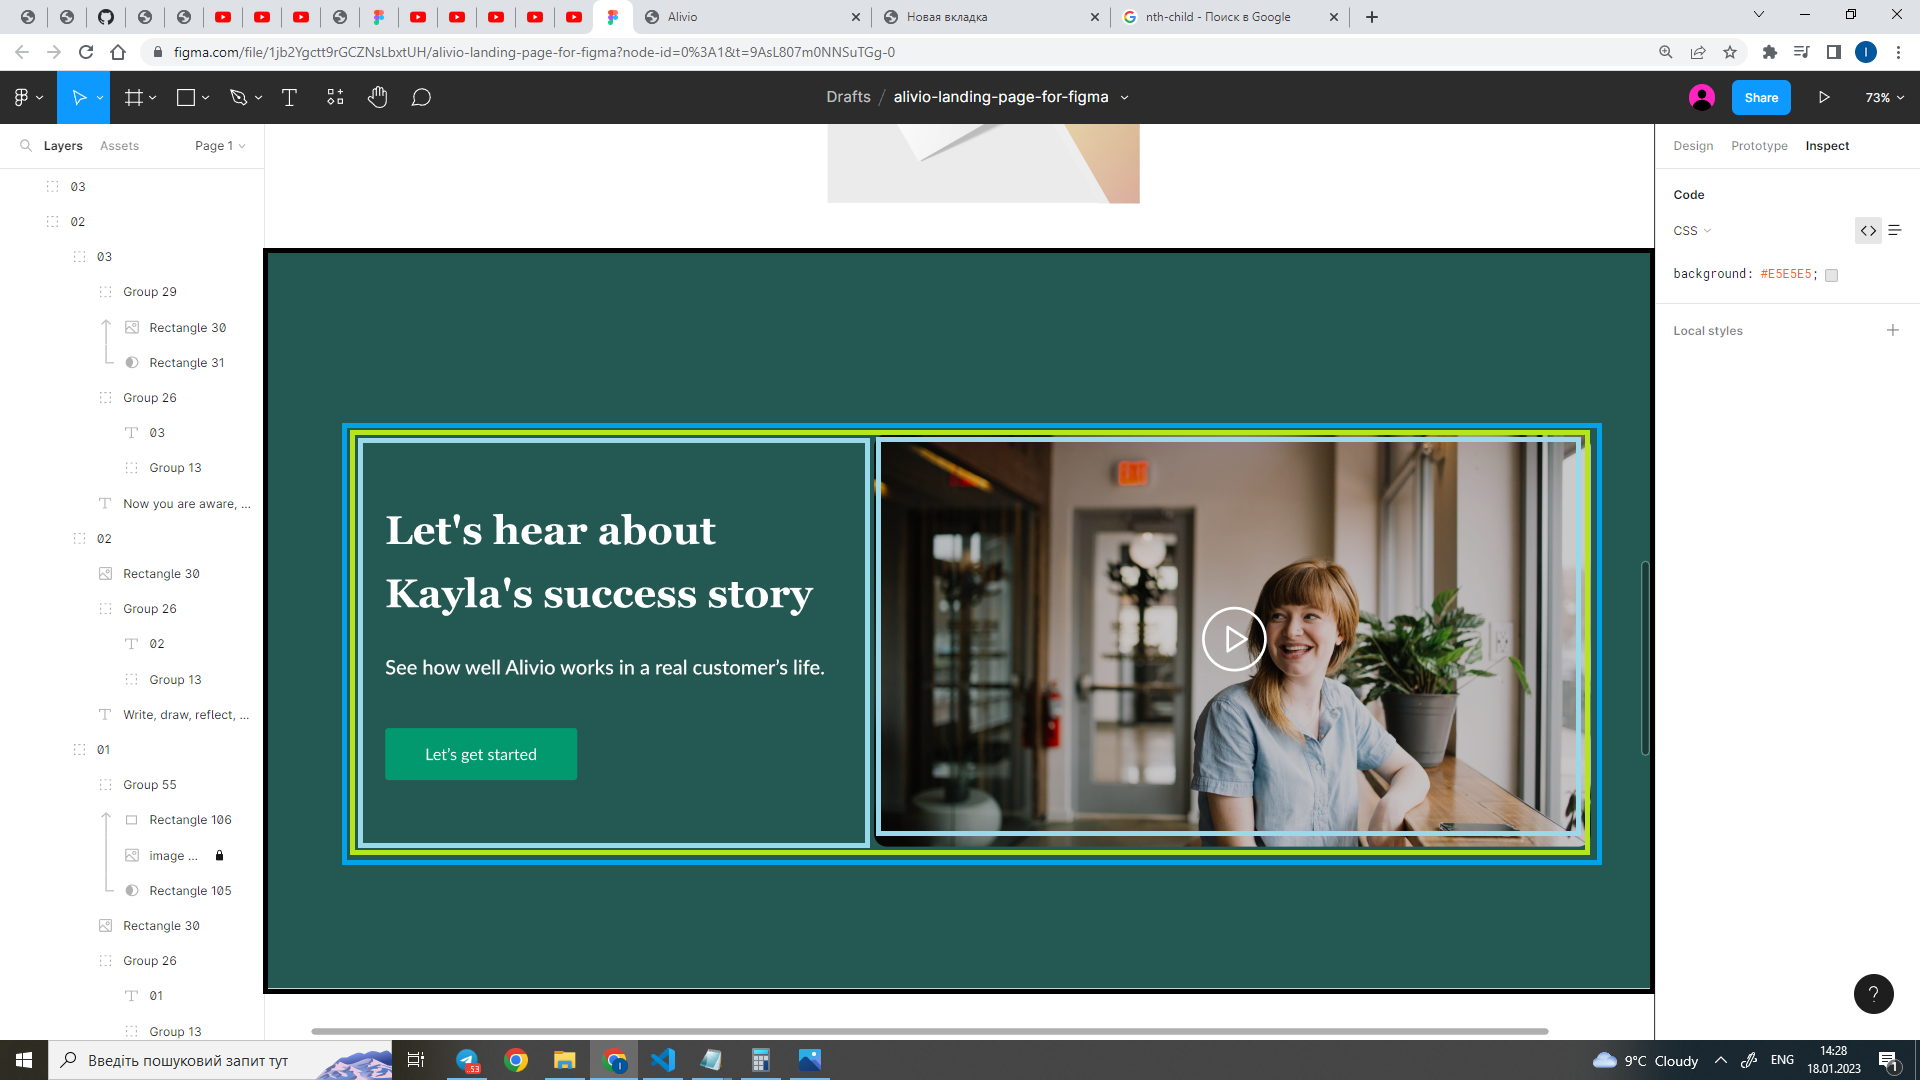 Alivio
Новая вкладка
nth-child - Поиск в Google
figma.com/file/1jb2Ygctt9rGCZNsLbxtUH/alivio-landing-page-for-figma?node-id=0%3A1&t=9AsL807m0NNSuTGg-0
I
Drafts / alivio-landing-page-for-figma
Share
73%
Layers
Assets
Page 1
Design
Prototype
Inspect
03
02
03
Group 29
Rectangle 30
Rectangle 31
Group 26
03
Group 13
Now you are aware, ...
02
Rectangle 30
Group 26
02
Group 13
Write, draw, reflect, ...
01
Group 55
Rectangle 106
image ...
Rectangle 105
Rectangle 30
Group 26
01
Group 13
Let's hear about
Kayla's success story
See how well Alivio works in a real customer’s life.
Let’s get started
Code
CSS
background: #E5E5E5;
Local styles
?
Введіть пошуковий запит тут
53
I
9°C Cloudy
ENG
14:28
18.01.2023
1